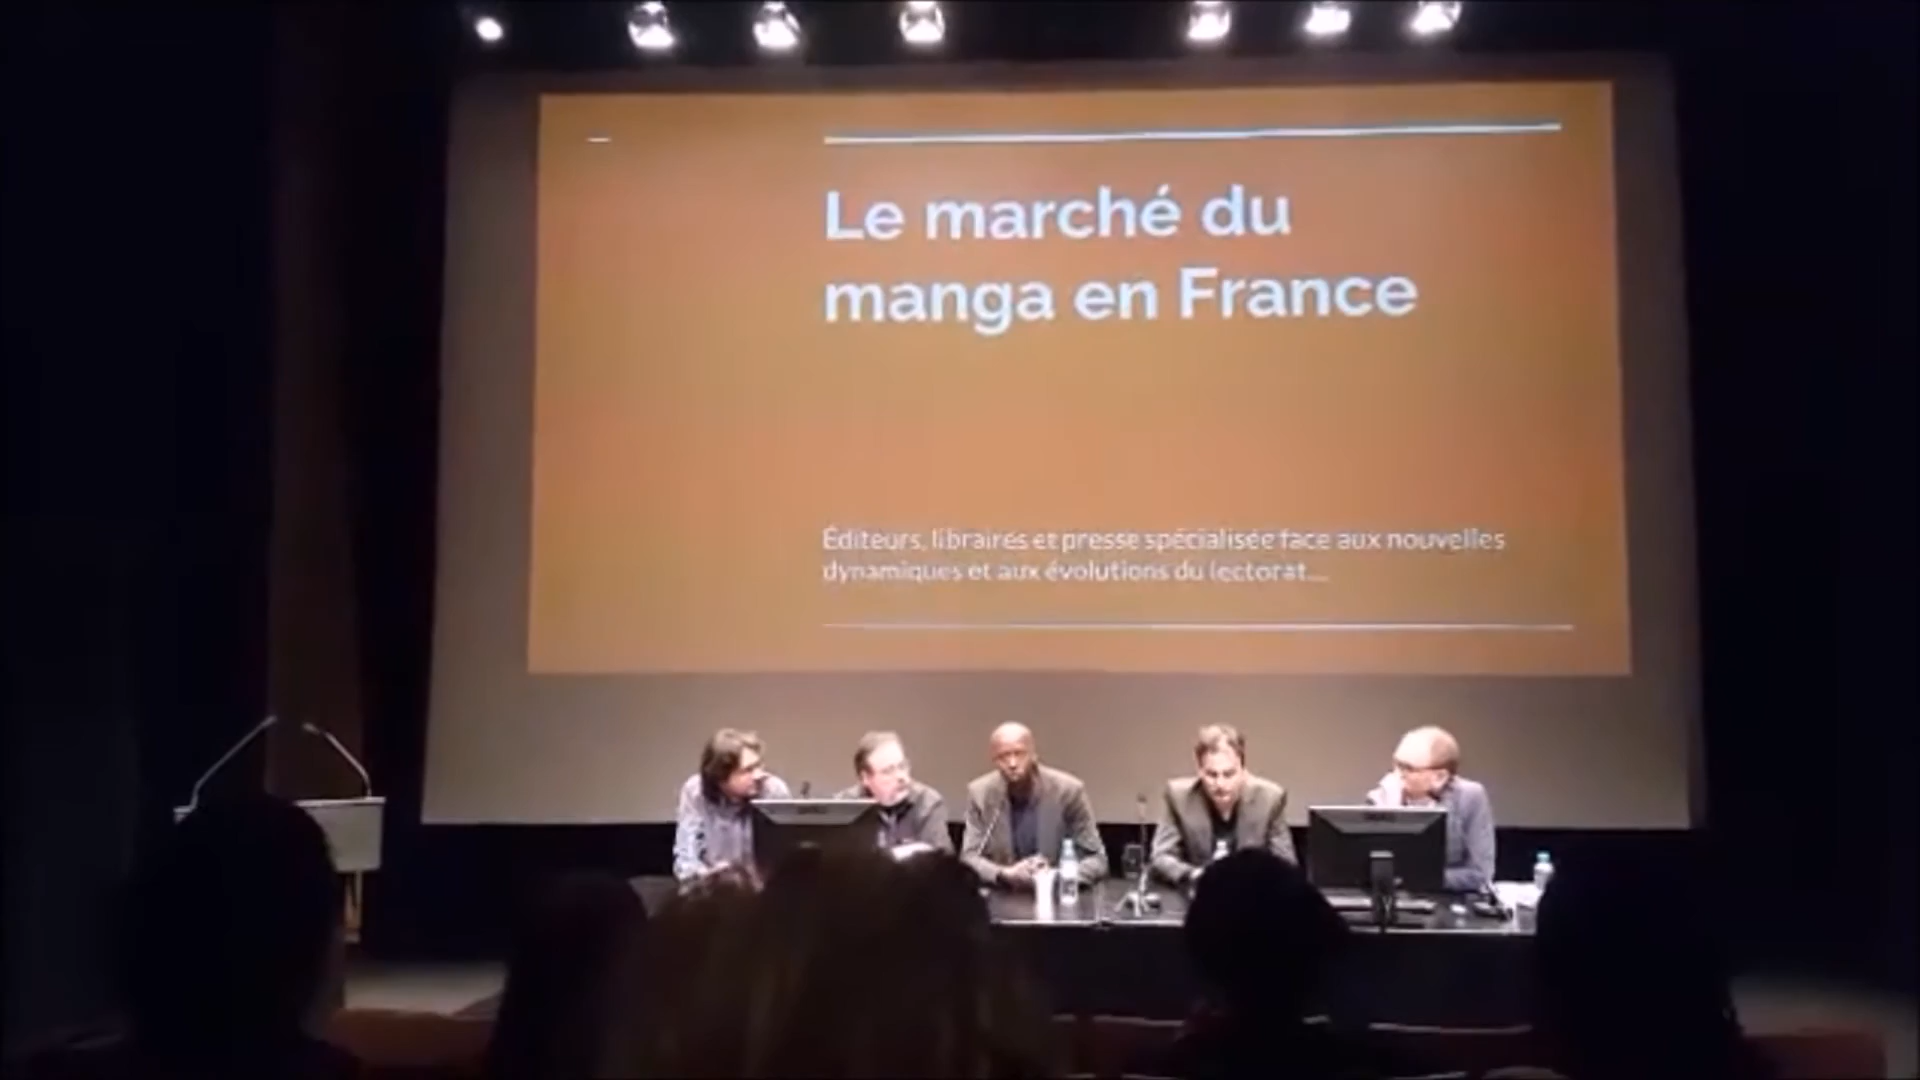 Le marché du
manga en France
Éditeurs, libraires et presse spécialisée face aux nouvelles
dynamiques et aux évolutions du lectorat...